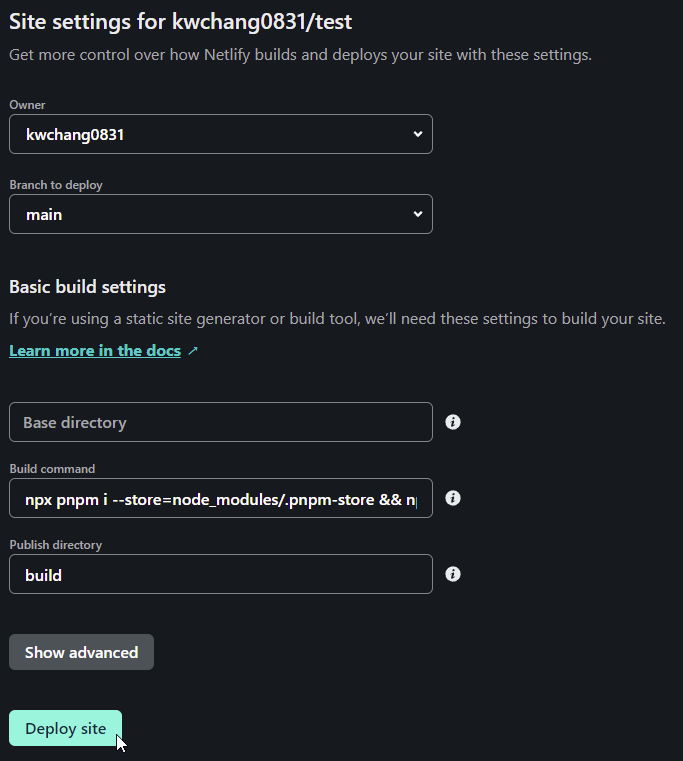 Site settings for kwchang0831/test
Get more control over how Netlify builds and deploys your site with these settings.
Owner
kwchang0831
Branch to deploy
main
Basic build settings
If you're using a static site generator or build tool, we'll need these settings to build your site.
Learn more in the docs ↗
Base directory
Build command
npx pnpm i --store=node_modules/.pnpm-store && n
Publish directory
build
Show advanced
Deploy site